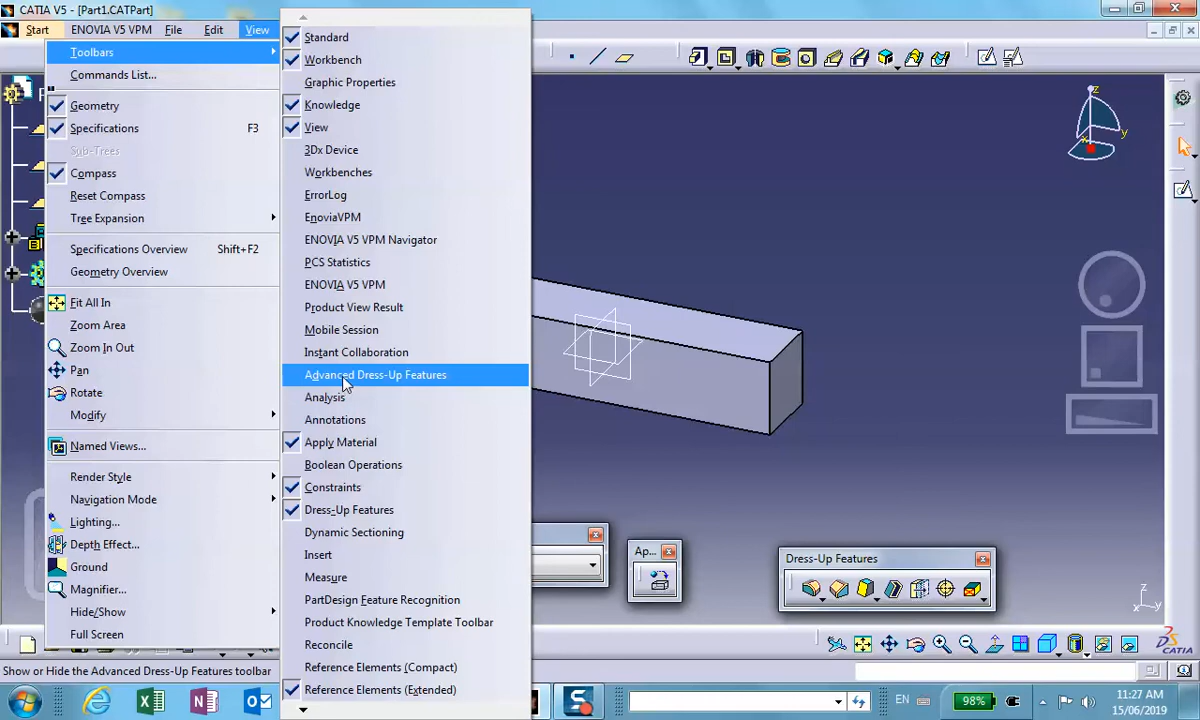 CATIA V5 - [Part1.CATPart]
Start
ENOVIA V5 VPM
File
Edit
View
Toolbars
Commands List...
Geometry
Specifications F3
Sub-Trees
Compass
Reset Compass
Tree Expansion
Specifications Overview Shift+F2
Geometry Overview
Fit All In
Zoom Area
Zoom In Out
Pan
Rotate
Modify
Named Views...
Render Style
Navigation Mode
Lighting...
Depth Effect...
Ground
Magnifier...
Hide/Show
Full Screen
Standard
Workbench
Graphic Properties
Knowledge
View
3Dx Device
Workbenches
ErrorLog
EnoviaVPM
ENOVIA V5 VPM Navigator
PCS Statistics
ENOVIA V5 VPM
Product View Result
Mobile Session
Instant Collaboration
Advanced Dress-Up Features
Analysis
Annotations
Apply Material
Boolean Operations
Constraints
Dress-Up Features
Dynamic Sectioning
Insert
Measure
PartDesign Feature Recognition
Product Knowledge Template Toolbar
Reconcile
Reference Elements (Compact)
Reference Elements (Extended)
z
y
x
Ap...
Dress-Up Features
z
y
CATIA
Show or Hide the Advanced Dress-Up Features toolbar
EN
98%
11:27 AM
15/06/2019